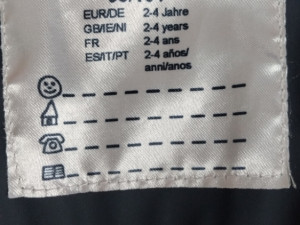 EUR/DE 2-4 Jahre
GB/IE/NI 2-4 years
FR 2-4 ans
ES/IT/PT 2-4 años/
anni/anos